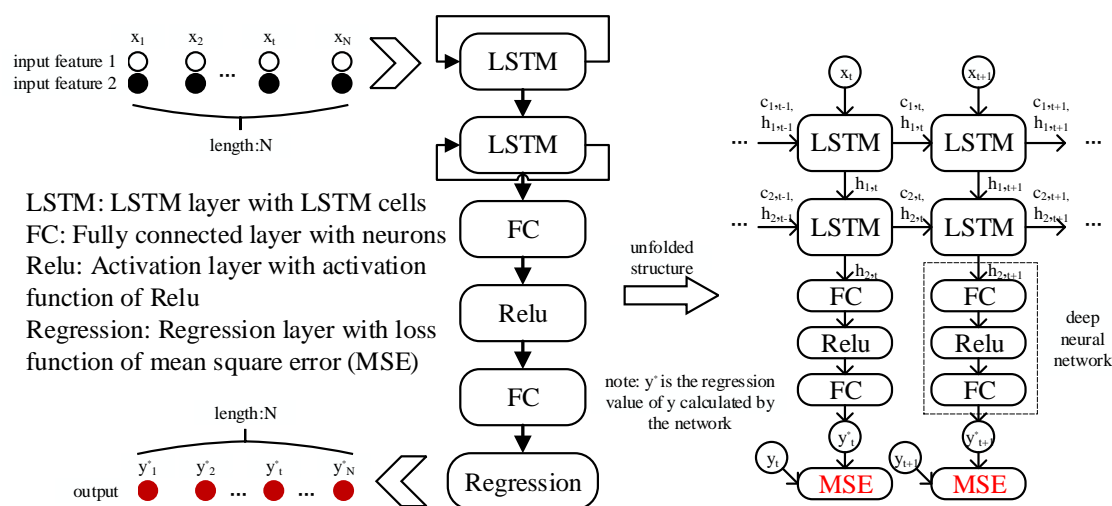 x1 x2 xt xN
input feature 1
input feature 2
...
length:N
LSTM
LSTM
FC
Relu
FC
Regression
LSTM: LSTM layer with LSTM cells
FC: Fully connected layer with neurons
Relu: Activation layer with activation
function of Relu
Regression: Regression layer with loss
function of mean square error (MSE)
length:N
y*1 y*2 y*t y*N
output
... ...
unfolded
structure
note: y* is the regression
value of y calculated by
the network
xt xt+1
c1,t-1, c1,t, c1,t+1,
h1,t-1 h1,t h1,t+1
... LSTM LSTM ...
h1,t h1,t+1
c2,t-1, c2,t, c2,t+1,
h2,t-1 h2,t h2,t+1
... LSTM LSTM ...
h2,t h2,t+1
FC FC
Relu Relu
FC FC
deep
neural
network
y*t y*t+1
yt yt+1
MSE MSE